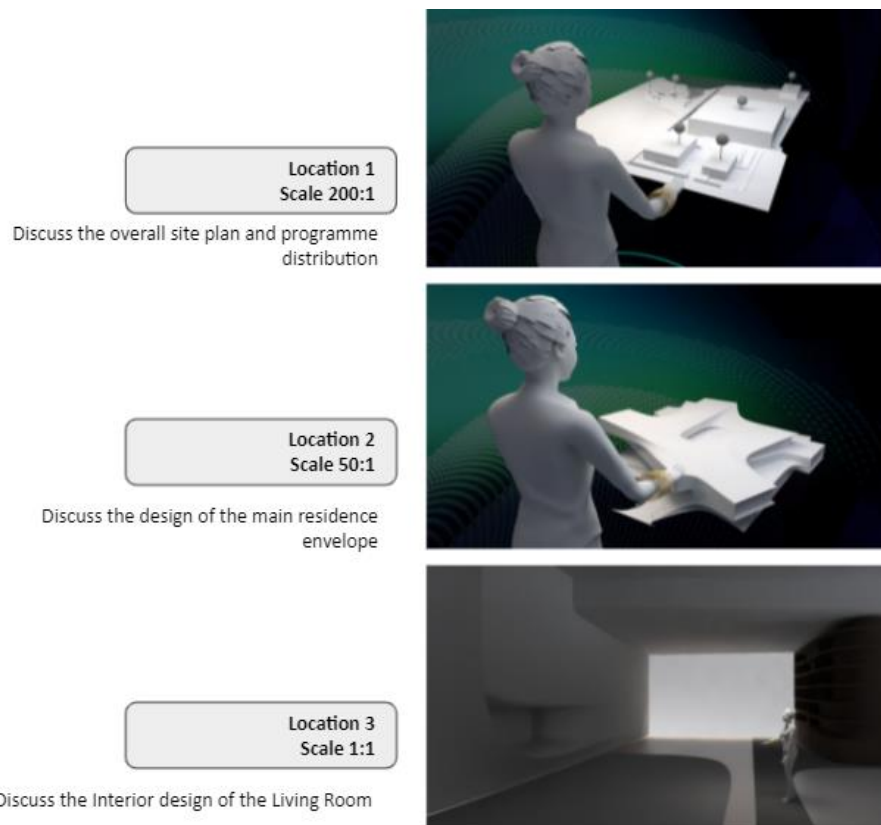 Location 1
Scale 200:1
Discuss the overall site plan and programme
distribution
Location 2
Scale 50:1
Discuss the design of the main residence
envelope
Location 3
Scale 1:1
Discuss the Interior design of the Living Room